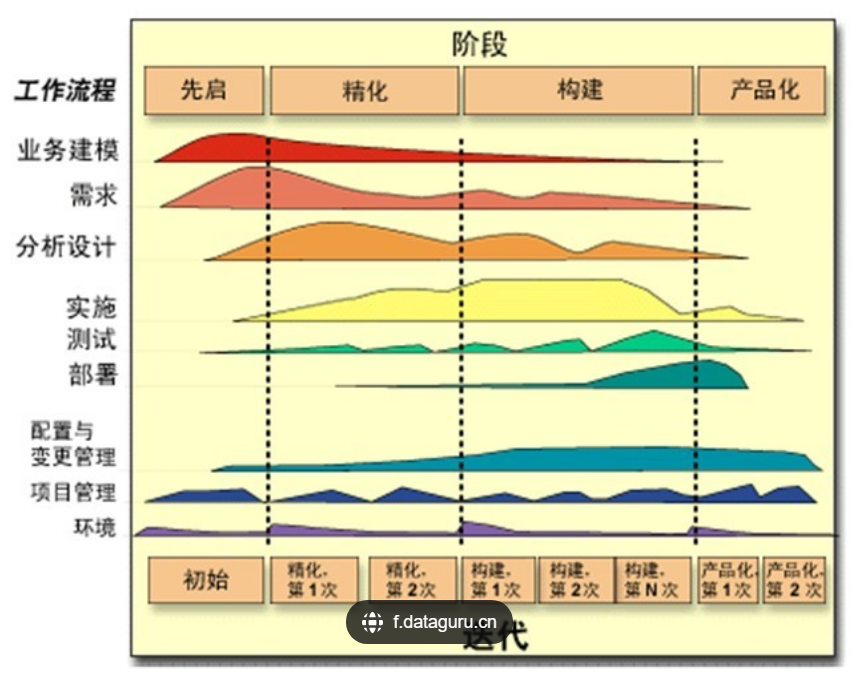 阶段
工作流程
先启
精化
构建
产品化
业务建模
需求
分析设计
实施
测试
部署
配置与
变更管理
项目管理
环境
初始
精化,
第 1 次
精化,
第 2 次
构建,
第 1 次
构建,
第 2 次
构建,
第 N 次
产品化,
第 1 次
产品化,
第 2 次
f.dataguru.cn
迭代